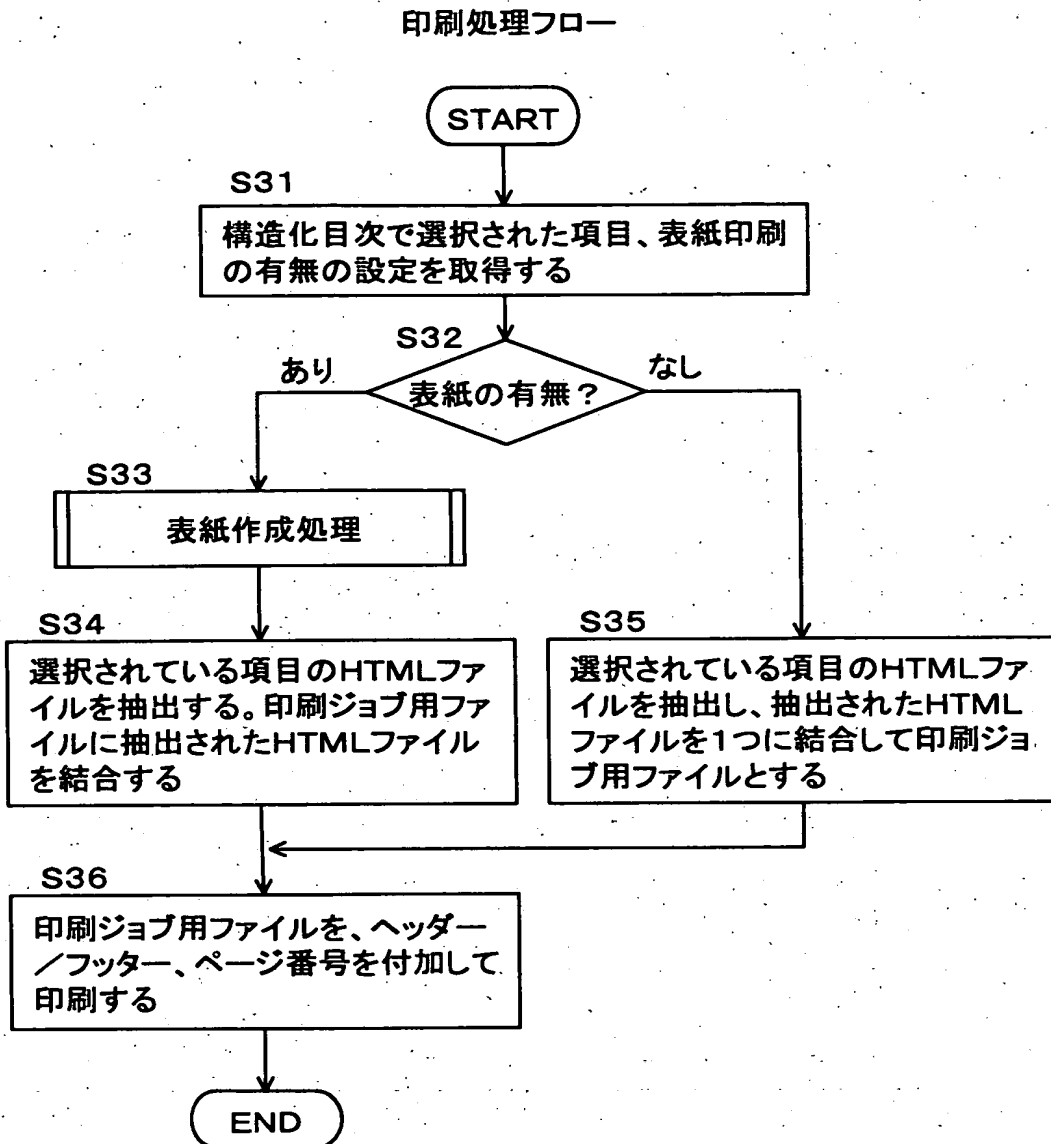 印刷処理フロー
START
S31
構造化目次で選択された項目、表紙印刷
の有無の設定を取得する
S32
表紙の有無?
あり
なし
S33
表紙作成処理
S34
選択されている項目のHTMLファ
イルを抽出する。印刷ジョブ用ファ
イルに抽出されたHTMLファイル
を結合する
S35
選択されている項目のHTMLファ
イルを抽出し、抽出されたHTML
ファイルを1つに結合して印刷ジョ
ブ用ファイルとする
S36
印刷ジョブ用ファイルを、ヘッダー
/フッター、ページ番号を付加して
印刷する
END